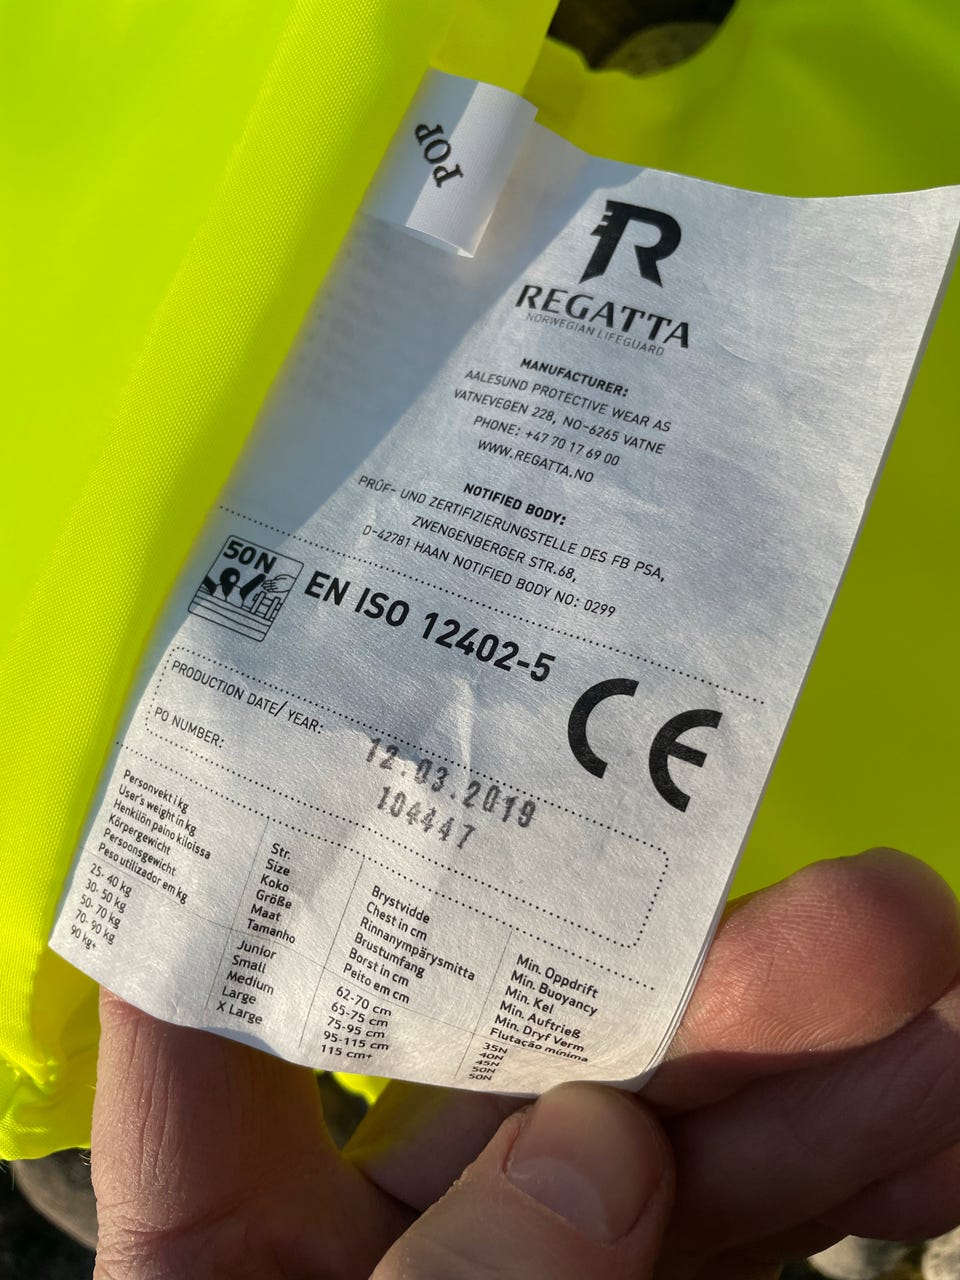 POP
R
REGATTA
NORWEGIAN LIFEGUARD
MANUFACTURER:
AALESUND PROTECTIVE WEAR AS
VATNEVEGEN 228, NO-6265 VATNE
PHONE: +47 70 17 69 00
WWW.REGATTA.NO
NOTIFIED BODY:
PRÜF- UND ZERTIFIZIERUNGSTELLE DES FB PSA,
ZWENGENBERGER STR.68,
D-42781 HAAN NOTIFIED BODY NO: 0299
50N
EN ISO 12402-5
CE
PRODUCTION DATE/ YEAR: 12.03.2019
PO NUMBER: 104447
Personvekt i kg
User's weight in kg
Henkilön paino kiloissa
Körpergewicht
Persoonsgewicht
Peso utilizador em kg
25- 40 kg
30- 50 kg
50- 70 kg
70- 90 kg
90 kg+
Str.
Size
Koko
Größe
Maat
Tamanho
Junior
Small
Medium
Large
X Large
Brystvidde
Chest in cm
Rinnanympärysmitta
Brustumfang
Borst in cm
Peito em cm
62-70 cm
65-75 cm
75-95 cm
95-115 cm
115 cm+
Min. Oppdrift
Min. Buoyancy
Min. Kel
Min. Auftrieß
Min. Dryf Verm
Flutação mínima
35N
40N
45N
50N
50N